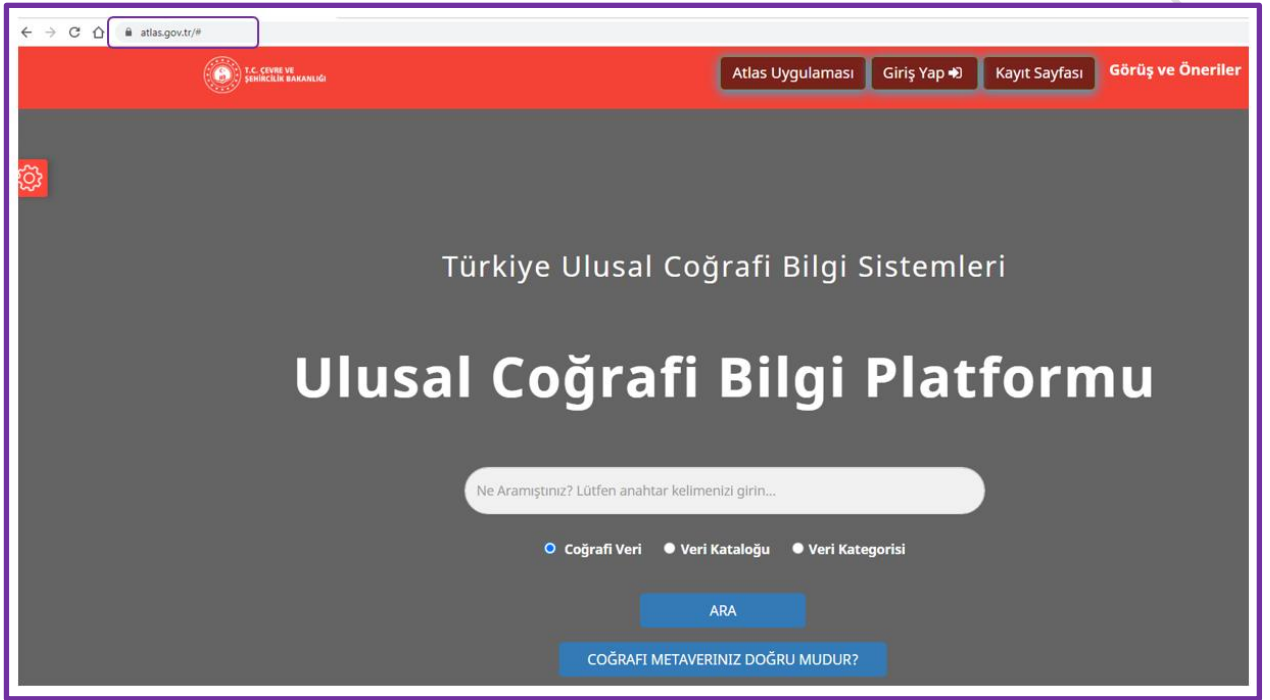 atlas.gov.tr/#
T.C. ÇEVRE VE
ŞEHİRCİLİK BAKANLIĞI
Atlas Uygulaması
Giriş Yap
Kayıt Sayfası
Görüş ve Öneriler
Türkiye Ulusal Coğrafi Bilgi Sistemleri
Ulusal Coğrafi Bilgi Platformu
Ne Aramıştınız? Lütfen anahtar kelimenizi girin...
Coğrafi Veri Veri Kataloğu Veri Kategorisi
ARA
COĞRAFI METAVERINIZ DOĞRU MUDUR?